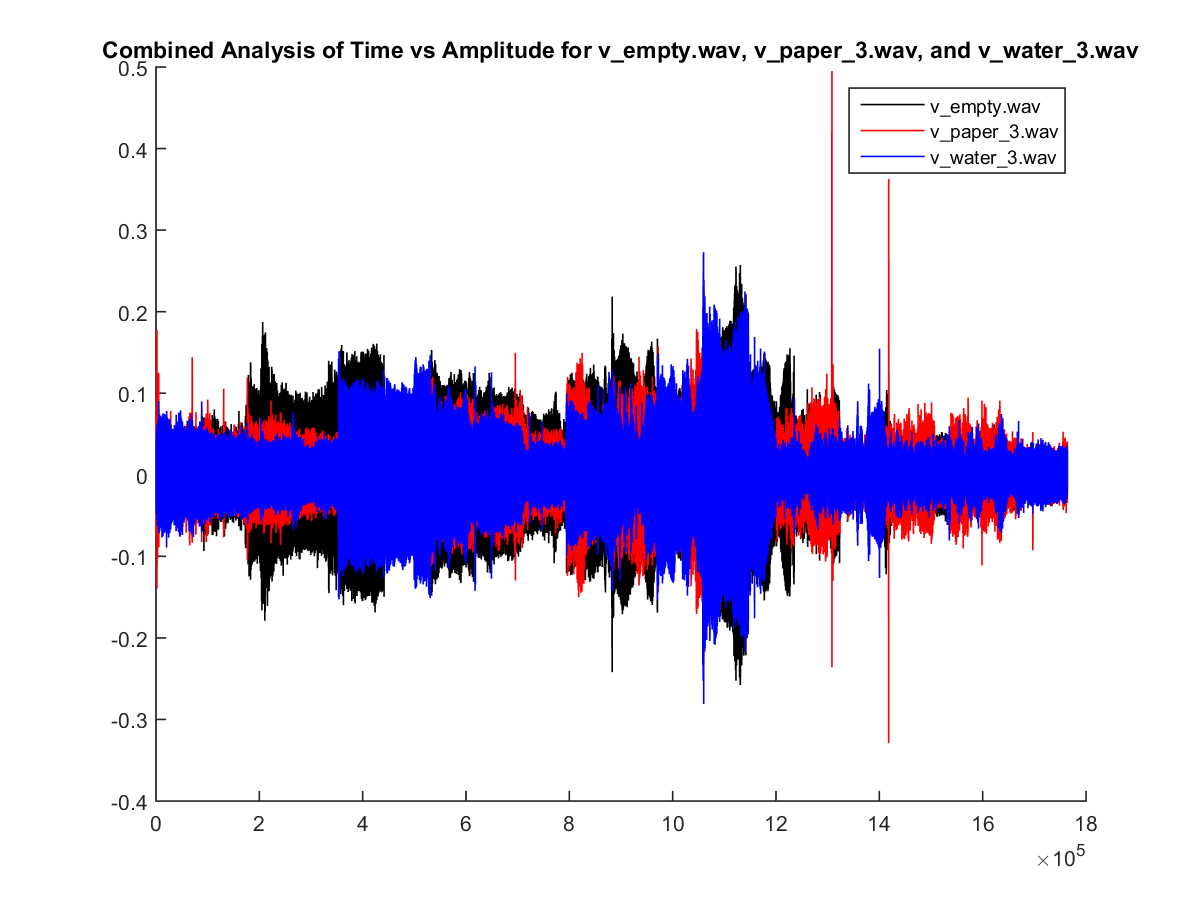 Combined Analysis of Time vs Amplitude for v_empty.wav, v_paper_3.wav, and v_water_3.wav
0.5
v_empty.wav
v_paper_3.wav
v_water_3.wav
0.4
0.3
0.2
0.1
0
-0.1
-0.2
-0.3
-0.4
0 2 4 6 8 10 12 14 16 18
×10⁵